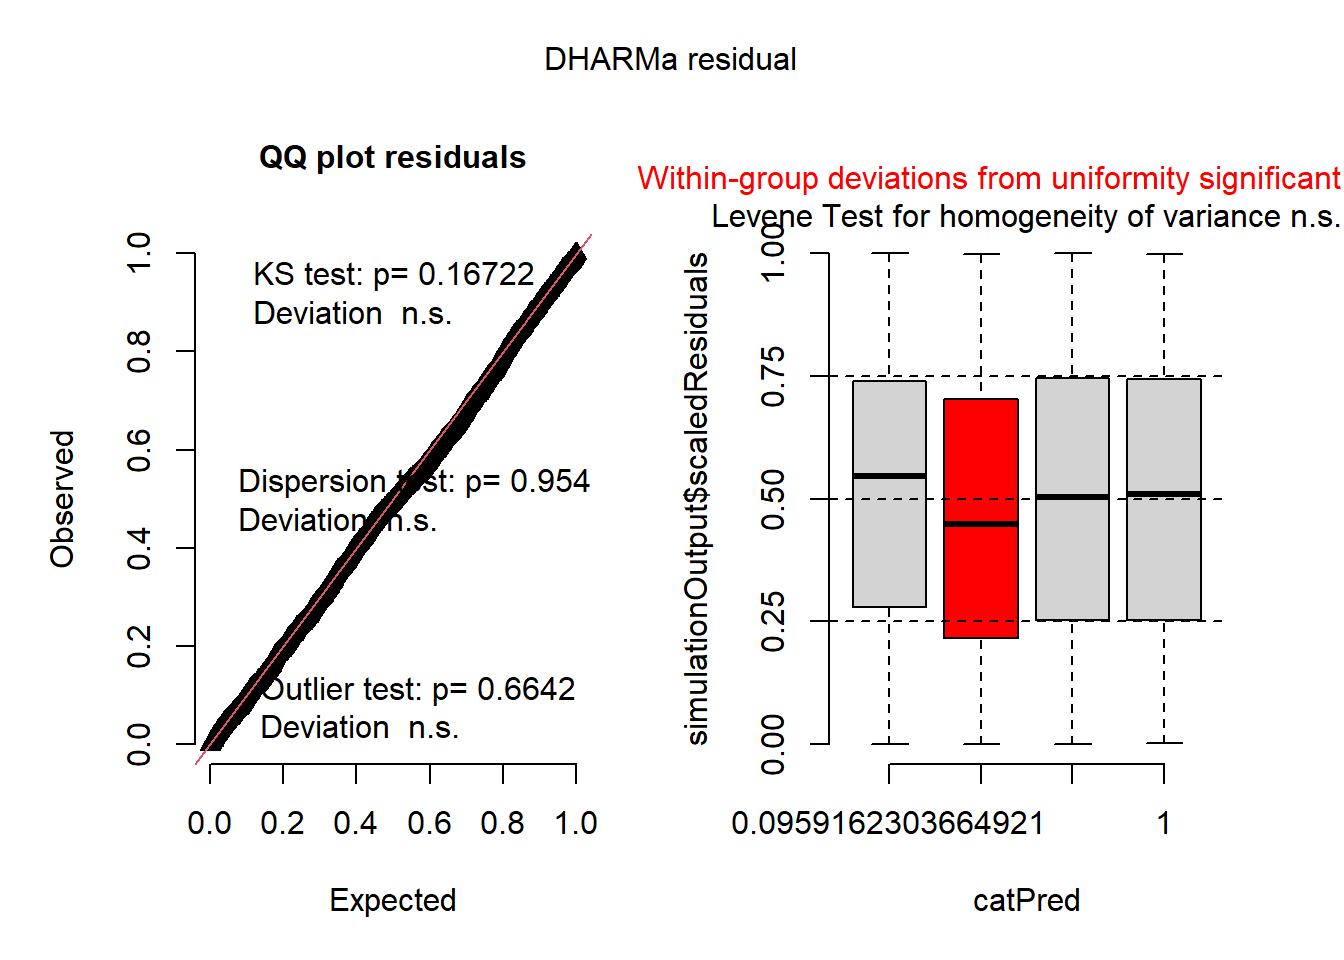 DHARMa residual
QQ plot residuals
KS test: p= 0.16722
Deviation  n.s.
Dispersion test: p= 0.954
Deviation  n.s.
Outlier test: p= 0.6642
Deviation  n.s.
Observed
0.0
0.2
0.4
0.6
0.8
1.0
0.0 0.2 0.4 0.6 0.8 1.0
Expected
Within-group deviations from uniformity significant
Levene Test for homogeneity of variance n.s.
simulationOutput$scaledResiduals
0.00
0.25
0.50
0.75
1.00
0.0959162303664921 1
catPred